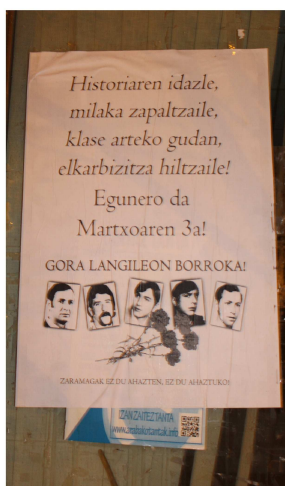 Historiaren idazle,
milaka zapaltzaile,
klase arteko gudan,
elkarbizitza hiltzaile!
Egunero da
Martxoaren 3a!
GORA LANGILEON BORROKA!
ZARAMAGAK EZ DU AHAZTEN, EZ DU AHAZTUKO!
IZAN ZAITEZ TANTA